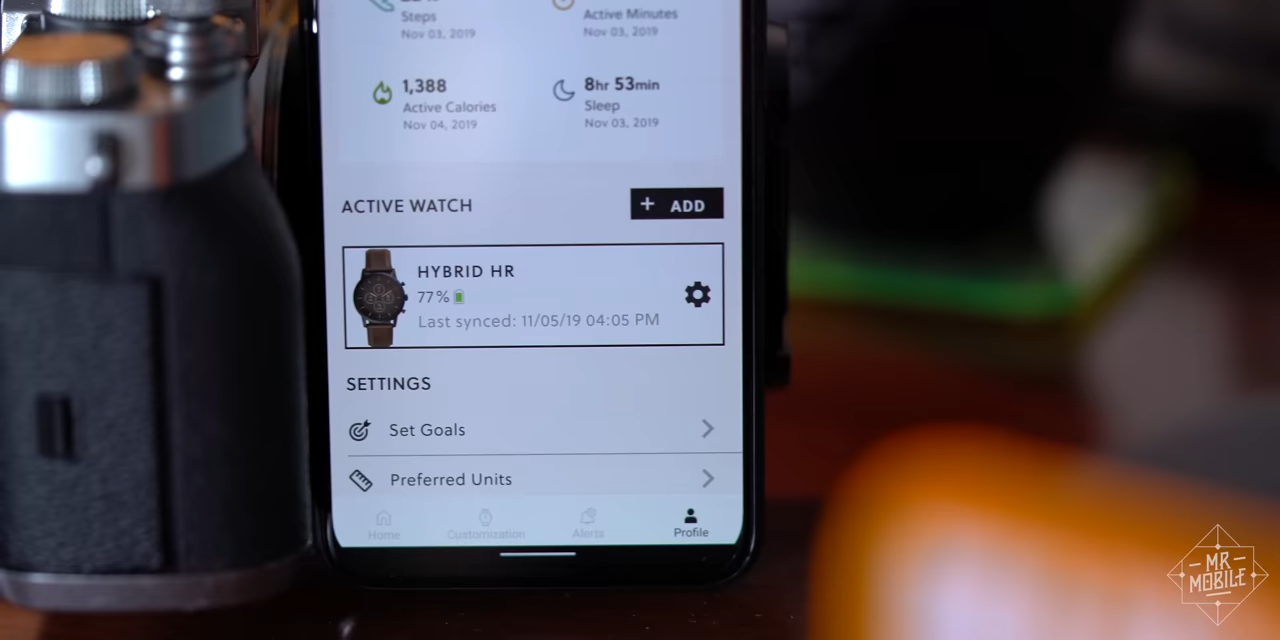 Steps
Nov 03, 2019
Active Minutes
Nov 03, 2019
1,388
Active Calories
Nov 04, 2019
8hr 53min
Sleep
Nov 03, 2019
ACTIVE WATCH
+ ADD
HYBRID HR
77%
Last synced: 11/05/19 04:05 PM
SETTINGS
Set Goals
Preferred Units
Home
Customization
Alerts
Profile
MR
MOBILE